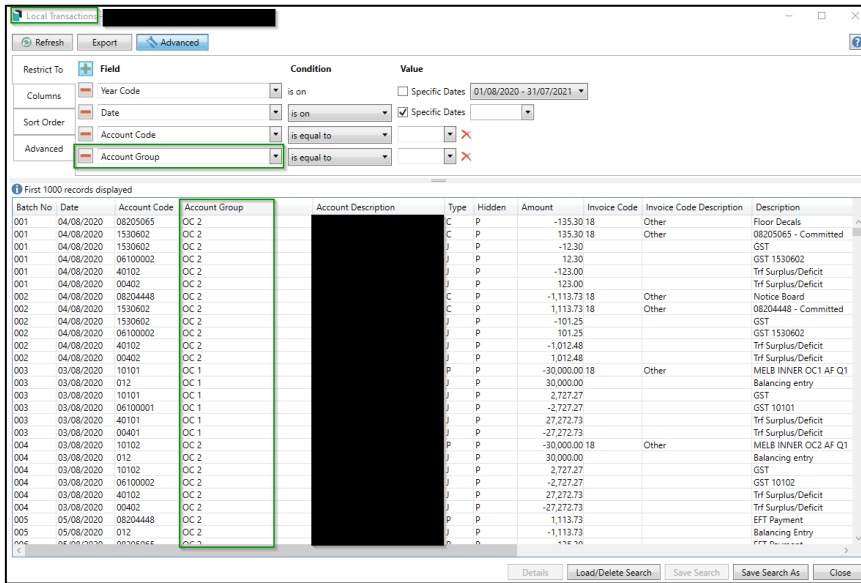 Local Transactions -
Refresh Export Advanced
Restrict To Field Condition Value
Columns Year Code is on Specific Dates 01/08/2020 - 31/07/2021
Sort Order Date is on Specific Dates
Account Code is equal to
Advanced Account Group is equal to
First 1000 records displayed
Batch No Date Account Code Account Group Account Description Type Hidden Amount Invoice Code Invoice Code Description Description
001 04/08/2020 08205065 OC 2 C P -135.30 18 Other Floor Decals
001 04/08/2020 1530602 OC 2 C P 135.30 18 Other 08205065 - Committed
001 04/08/2020 1530602 OC 2 J P -12.30 GST
001 04/08/2020 06100002 OC 2 J P 12.30 GST 1530602
001 04/08/2020 40102 OC 2 J P -123.00 Trf Surplus/Deficit
001 04/08/2020 00402 OC 2 J P 123.00 Trf Surplus/Deficit
002 04/08/2020 08204448 OC 2 C P -1,113.73 18 Other Notice Board
002 04/08/2020 1530602 OC 2 C P 1,113.73 18 Other 08204448 - Committed
002 04/08/2020 1530602 OC 2 J P -101.25 GST
002 04/08/2020 06100002 OC 2 J P 101.25 GST 1530602
002 04/08/2020 40102 OC 2 J P -1,012.48 Trf Surplus/Deficit
002 04/08/2020 00402 OC 2 J P 1,012.48 Trf Surplus/Deficit
003 03/08/2020 10101 OC 1 P P -30,000.00 18 Other MELB INNER OC1 AF Q1
003 03/08/2020 012 OC 1 J P 30,000.00 Balancing entry
003 03/08/2020 10101 OC 1 J P 2,727.27 GST
003 03/08/2020 06100001 OC 1 J P -2,727.27 GST 10101
003 03/08/2020 40101 OC 1 J P 27,272.73 Trf Surplus/Deficit
003 03/08/2020 00401 OC 1 J P -27,272.73 Trf Surplus/Deficit
004 03/08/2020 10102 OC 2 P P -30,000.00 18 Other MELB INNER OC2 AF Q1
004 03/08/2020 012 OC 2 J P 30,000.00 Balancing entry
004 03/08/2020 10102 OC 2 J P 2,727.27 GST
004 03/08/2020 06100002 OC 2 J P -2,727.27 GST 10102
004 03/08/2020 40102 OC 2 J P 27,272.73 Trf Surplus/Deficit
004 03/08/2020 00402 OC 2 J P -27,272.73 Trf Surplus/Deficit
005 05/08/2020 08204448 OC 2 P P 1,113.73 EFT Payment
005 05/08/2020 012 OC 2 J P -1,113.73 Balancing Entry
Details Load/Delete Search Save Search Save Search As Close